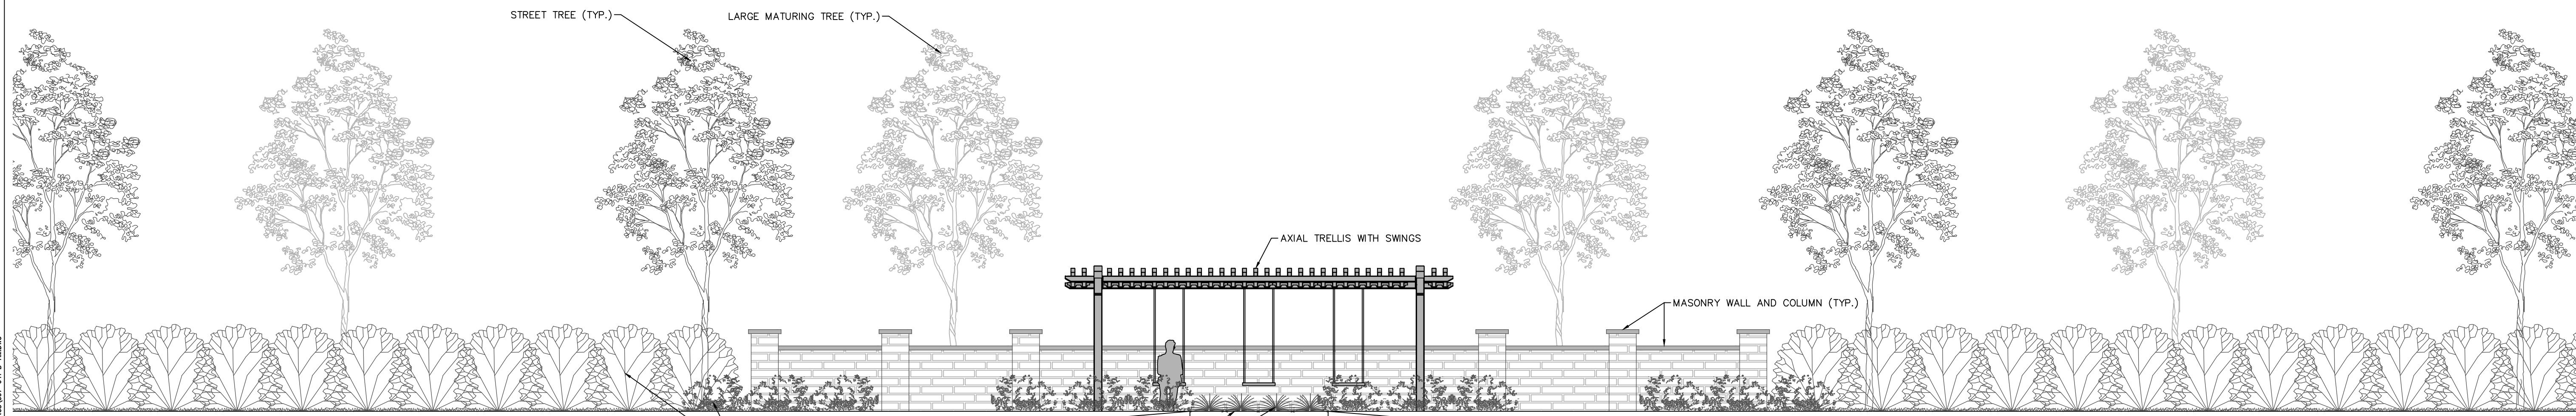 STREET TREE (TYP.)
LARGE MATURING TREE (TYP.)
AXIAL TRELLIS WITH SWINGS
MASONRY WALL AND COLUMN (TYP.)